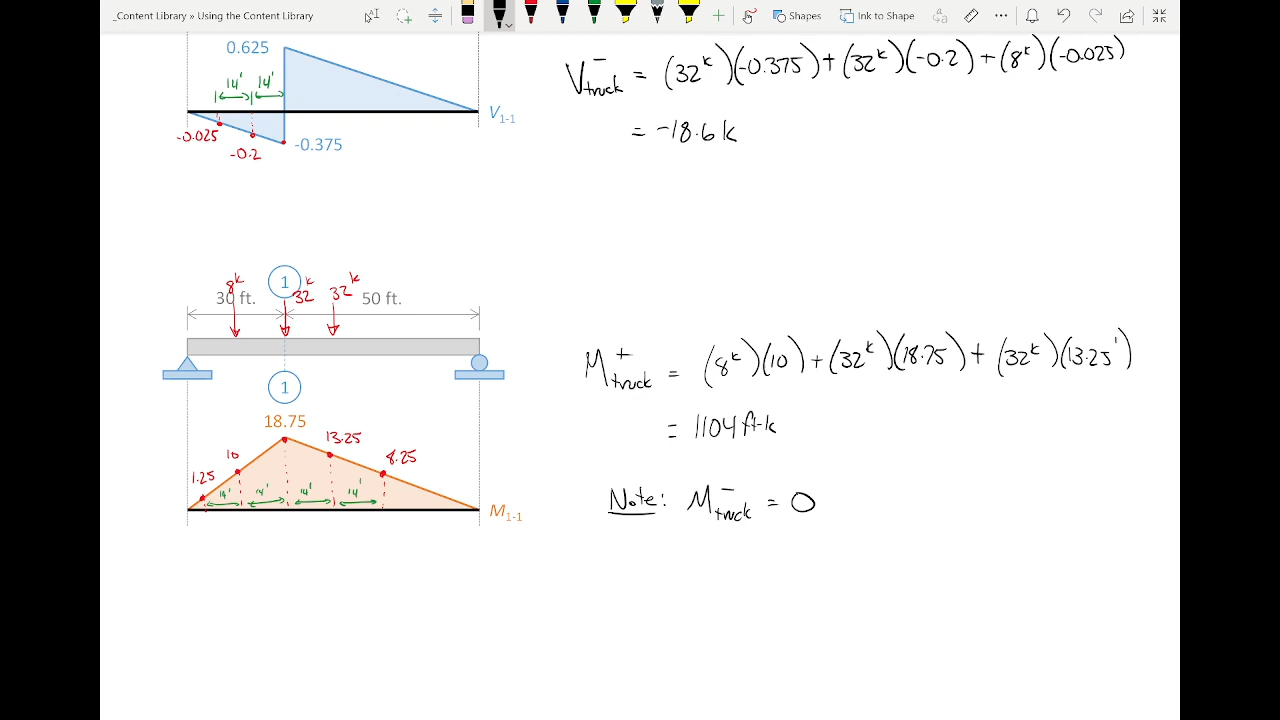 _Content Library » Using the Content Library
Shapes
Ink to Shape
0.625
14' 14'
V1-1
-0.025
-0.2
-0.375
V⁻truck = (32ᵏ)(-0.375) + (32ᵏ)(-0.2) + (8ᵏ)(-0.025)
= -18.6 k
8ᵏ
1
32ᵏ
32ᵏ
30 ft.
50 ft.
1
18.75
1.25
10
13.25
8.25
14' 14' 14' 14'
M1-1
M⁺truck = (8ᵏ)(10) + (32ᵏ)(18.75) + (32ᵏ)(13.25')
= 1104 ft-k
Note: M⁻truck = 0